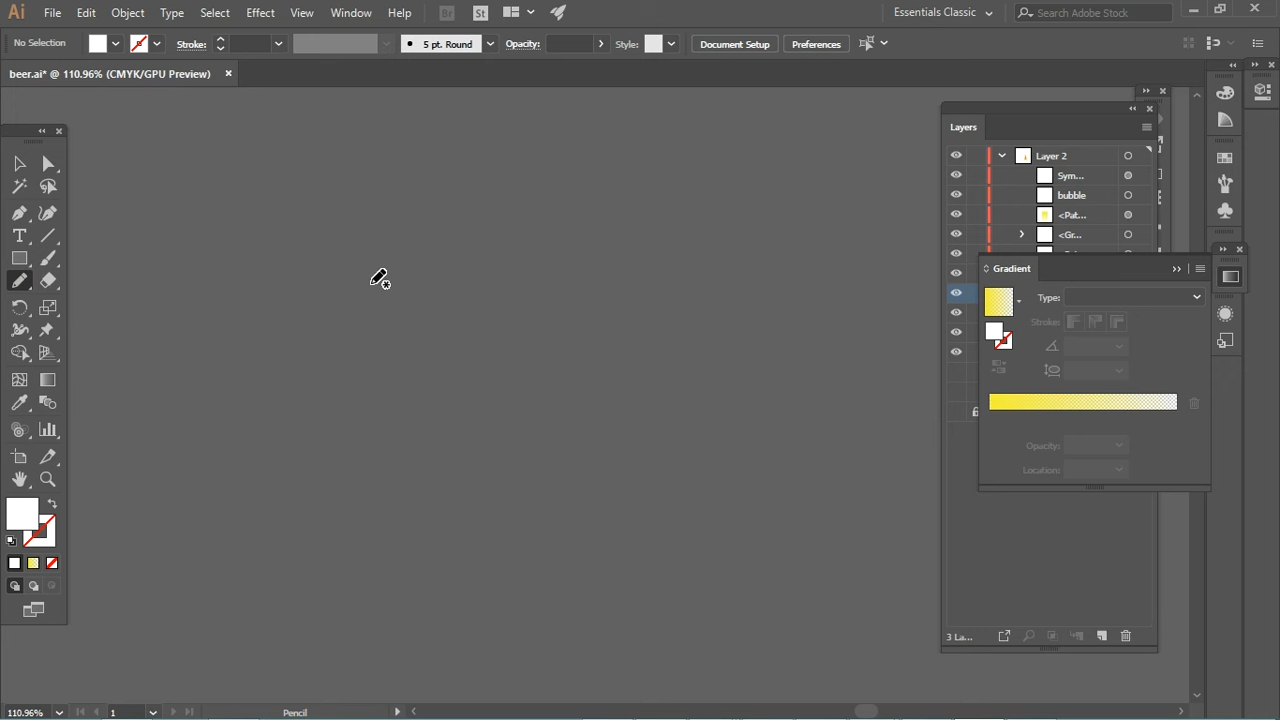 Ai File Edit Object Type Select Effect View Window Help Br St Essentials Classic Search Adobe Stock
No Selection Stroke: 5 pt. Round Opacity: Style: Document Setup Preferences
beer.ai* @ 110.96% (CMYK/GPU Preview)
Layers
Layer 2
Sym...
bubble
<Pat...
<Gr...
Gradient
Type:
Stroke:
Opacity:
Location:
3 La...
110.96% 1 Pencil